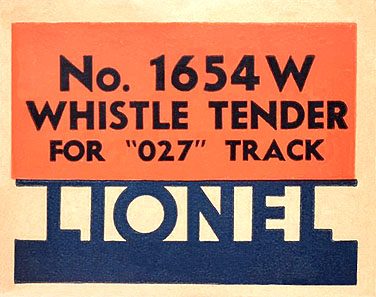 No. 1654W
WHISTLE TENDER
FOR "027" TRACK
LIONEL